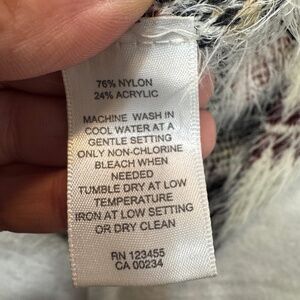 76% NYLON
24% ACRYLIC
MACHINE WASH IN
COOL WATER AT A
GENTLE SETTING
ONLY NON-CHLORINE
BLEACH WHEN
NEEDED
TUMBLE DRY AT LOW
TEMPERATURE
IRON AT LOW SETTING
OR DRY CLEAN
RN 123455
CA 00234